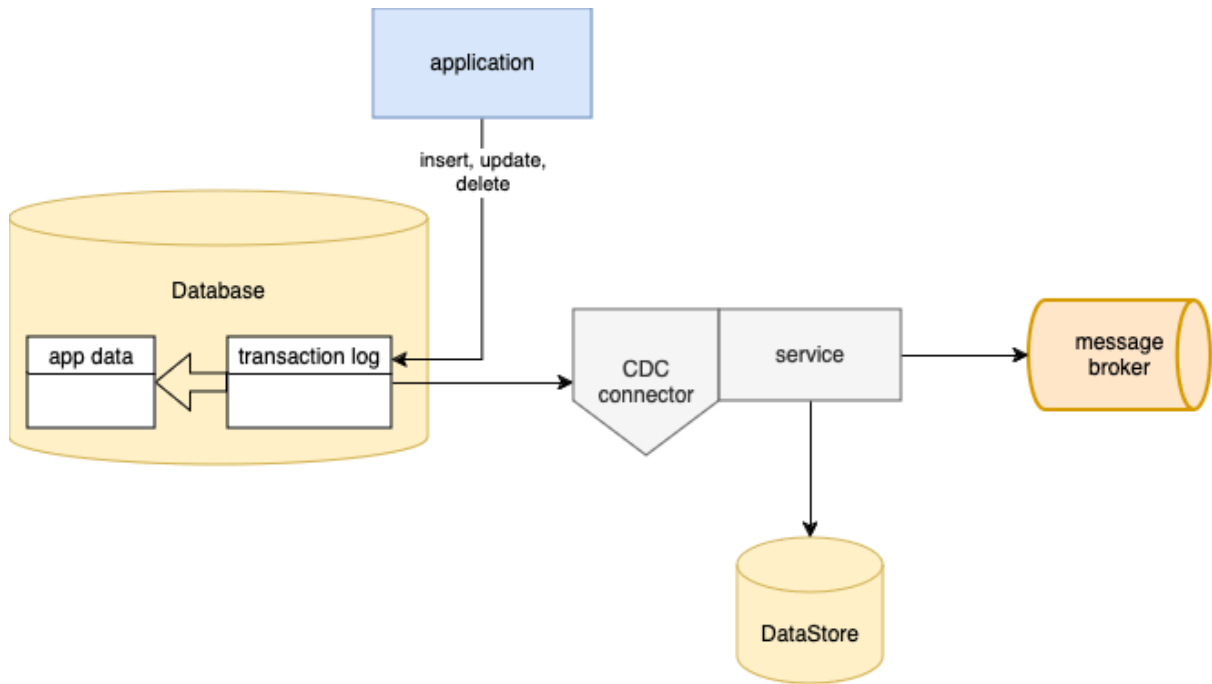 application
insert, update,
delete
Database
app data
transaction log
CDC
connector
service
message
broker
DataStore